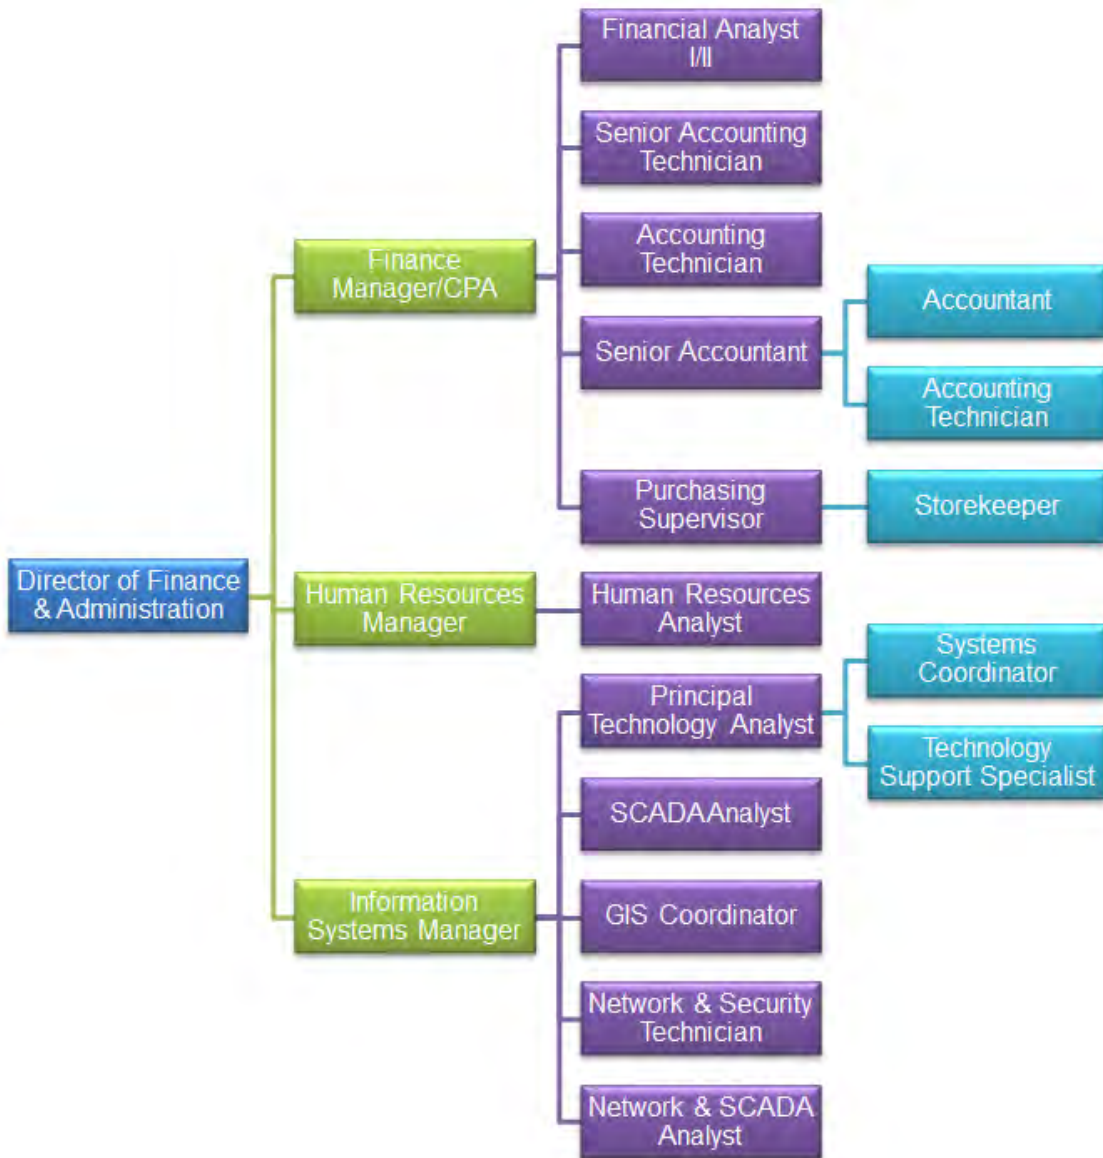 Financial Analyst
I/II
Senior Accounting
Technician
Accounting
Technician
Finance
Manager/CPA
Accountant
Senior Accountant
Accounting
Technician
Purchasing
Supervisor
Storekeeper
Director of Finance
& Administration
Human Resources
Manager
Human Resources
Analyst
Systems
Coordinator
Principal
Technology Analyst
Technology
Support Specialist
SCADA Analyst
Information
Systems Manager
GIS Coordinator
Network & Security
Technician
Network & SCADA
Analyst